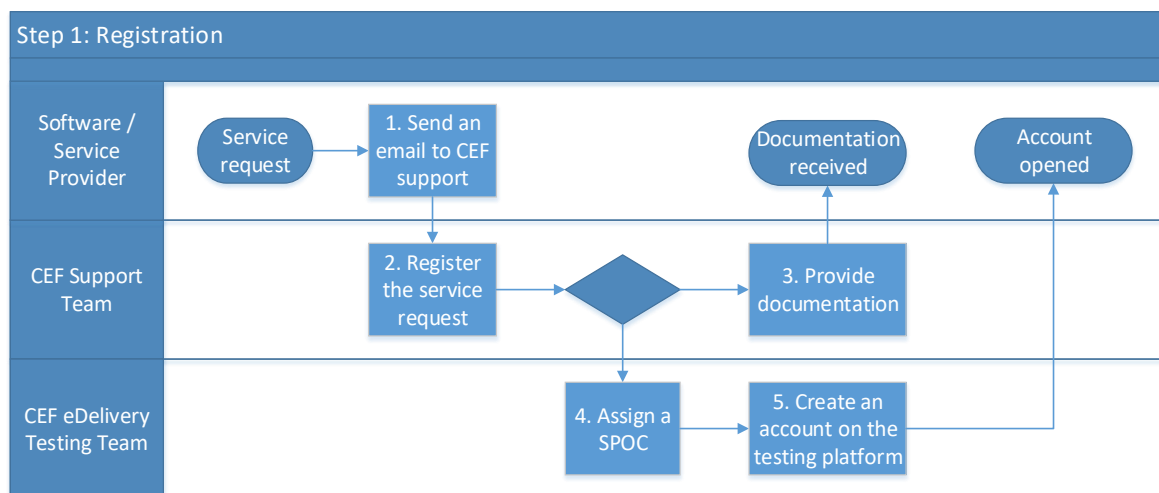 Step 1: Registration
Software /
Service
Provider
Service
request
1. Send an
email to CEF
support
Documentation
received
Account
opened
CEF Support
Team
2. Register
the service
request
3. Provide
documentation
CEF eDelivery
Testing Team
4. Assign a
SPOC
5. Create an
account on the
testing platform